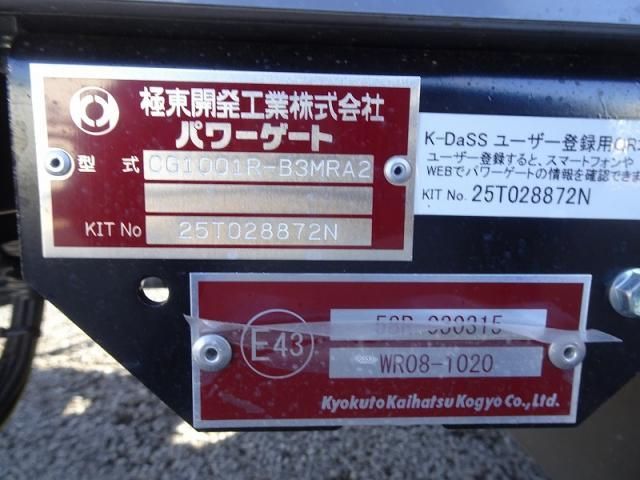 極東開発工業株式会社
パワーゲート
型式 CG1001R-B3MRA2
KIT No 25T028872N
K-DaSS ユーザー登録用QR
ユーザー登録すると、スマートフォンや
WEBでパワーゲートの情報を確認できま
KIT No. 25T028872N
E43
58R-030315
WR08-1020
Kyokuto Kaihatsu Kogyo Co., Ltd.